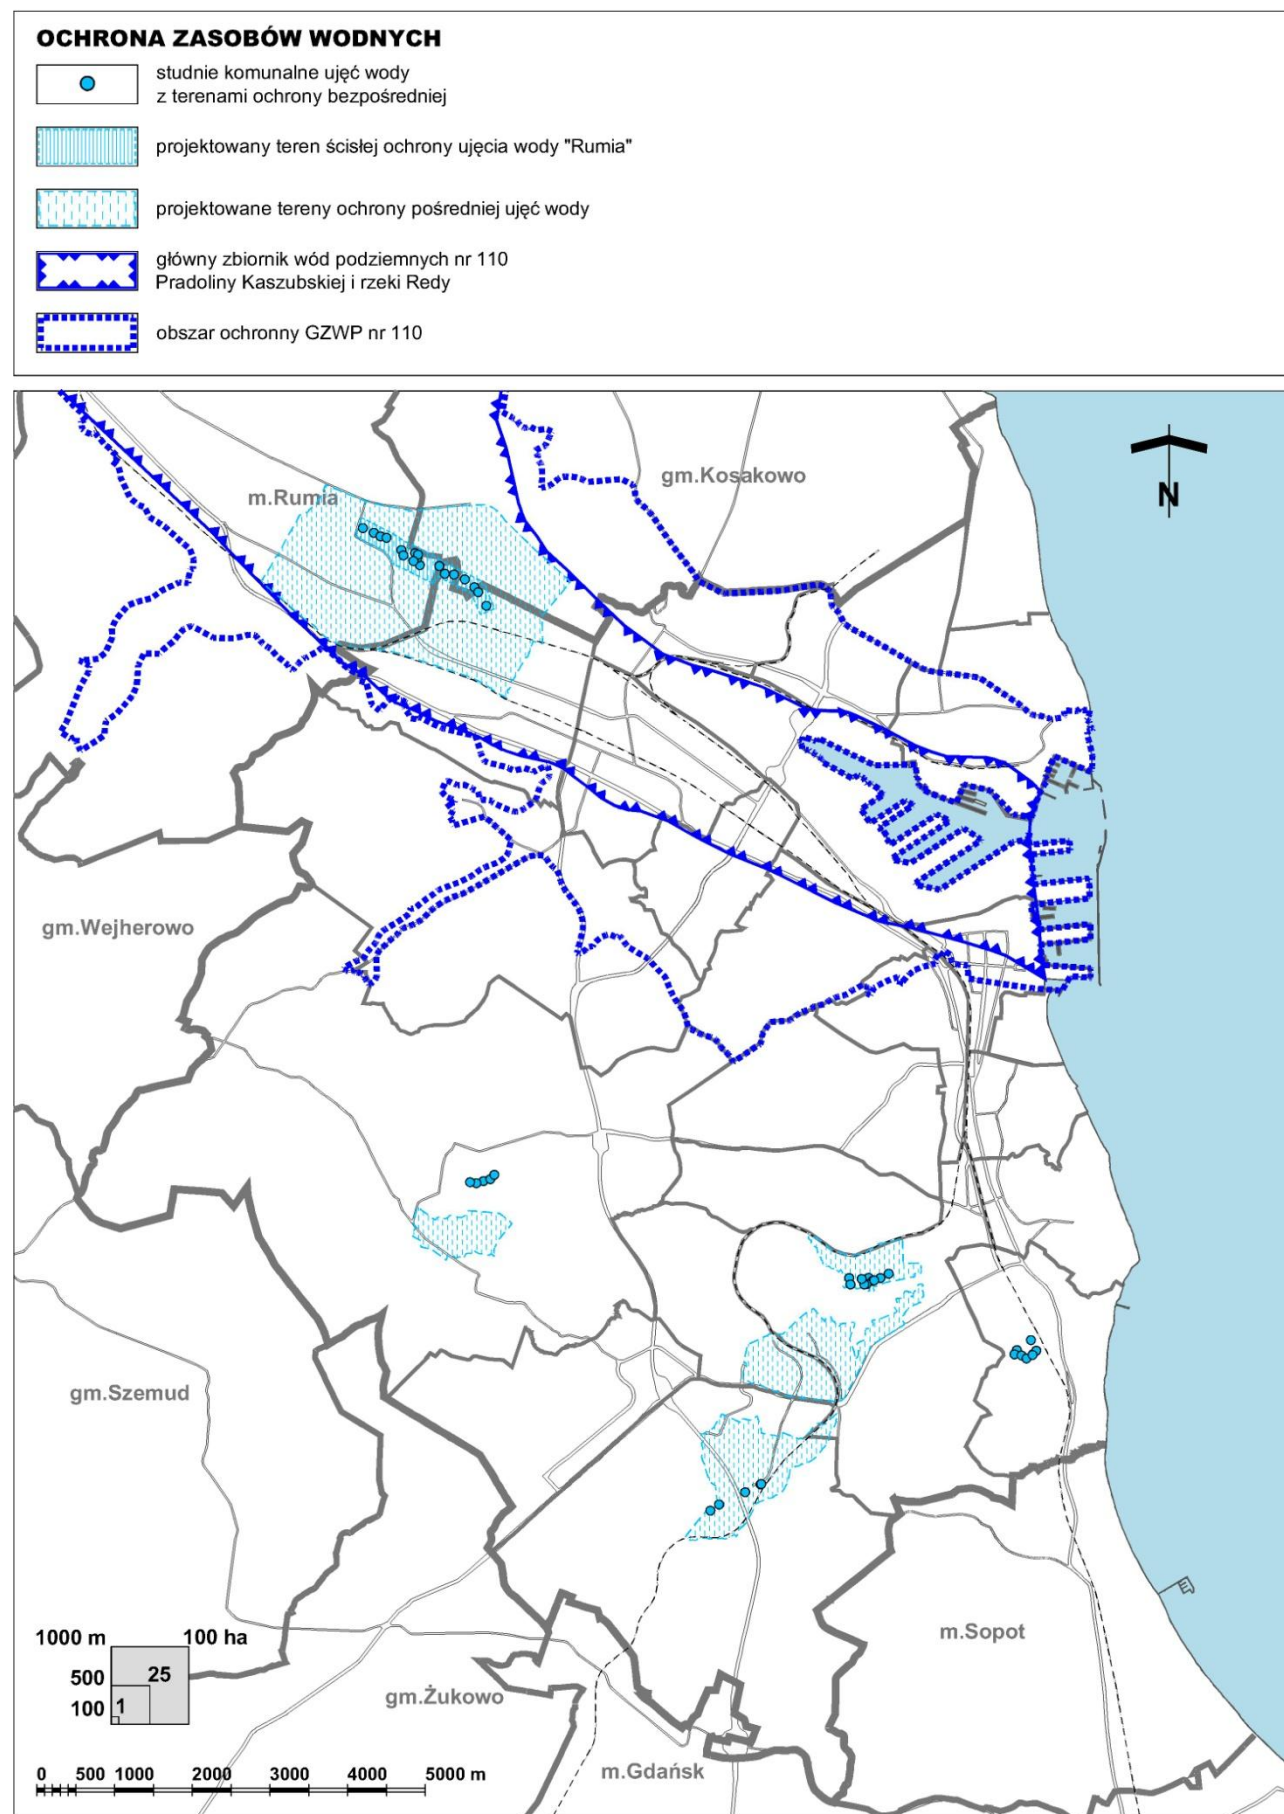 OCHRONA ZASOBÓW WODNYCH
studnie komunalne ujęć wody
z terenami ochrony bezpośredniej
projektowany teren ścisłej ochrony ujęcia wody "Rumia"
projektowane tereny ochrony pośredniej ujęć wody
główny zbiornik wód podziemnych nr 110
Pradoliny Kaszubskiej i rzeki Redy
obszar ochronny GZWP nr 110
gm.Kosakowo
m.Rumia
N
gm.Wejherowo
gm.Szemud
m.Sopot
1000 m 100 ha
500 25
100 1
gm.Żukowo
m.Gdańsk
0 500 1000 2000 3000 4000 5000 m